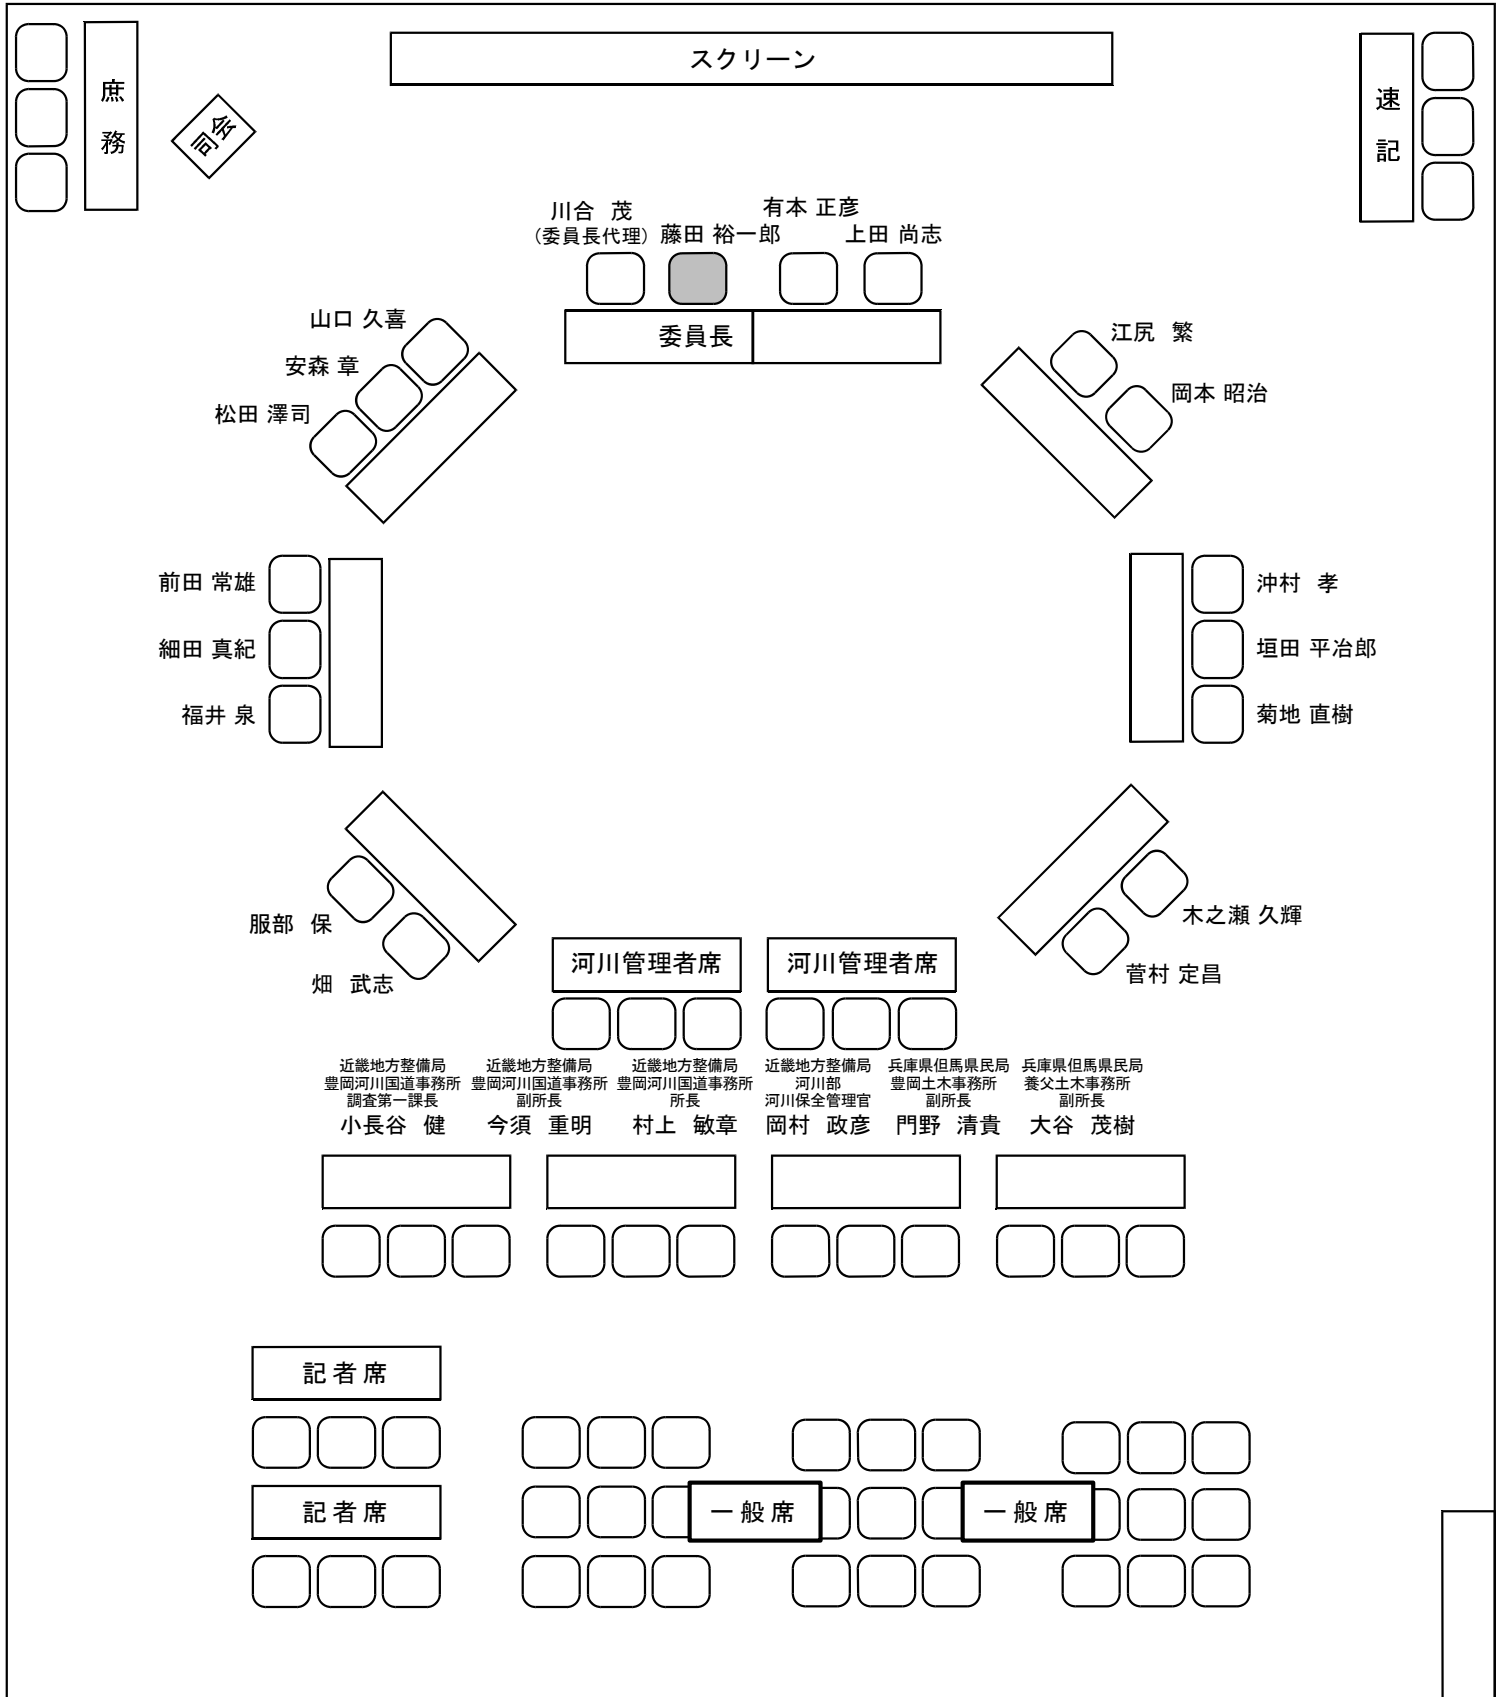 スクリーン
庶務
司会
速記
川合 茂
（委員長代理）
藤田 裕一郎
有本 正彦
上田 尚志
委員長
山口 久喜
安森 章
松田 澤司
江尻 繁
岡本 昭治
前田 常雄
細田 真紀
福井 泉
沖村 孝
垣田 平冶郎
菊地 直樹
服部 保
畑 武志
木之瀬 久輝
菅村 定昌
河川管理者席
河川管理者席
近畿地方整備局
豊岡河川国道事務所
調査第一課長
小長谷 健
近畿地方整備局
豊岡河川国道事務所
副所長
今須 重明
近畿地方整備局
豊岡河川国道事務所
所長
村上 敏章
近畿地方整備局
河川部
河川保全管理官
岡村 政彦
兵庫県但馬県民局
豊岡土木事務所
副所長
門野 清貴
兵庫県但馬県民局
養父土木事務所
副所長
大谷 茂樹
記者席
記者席
一般席
一般席